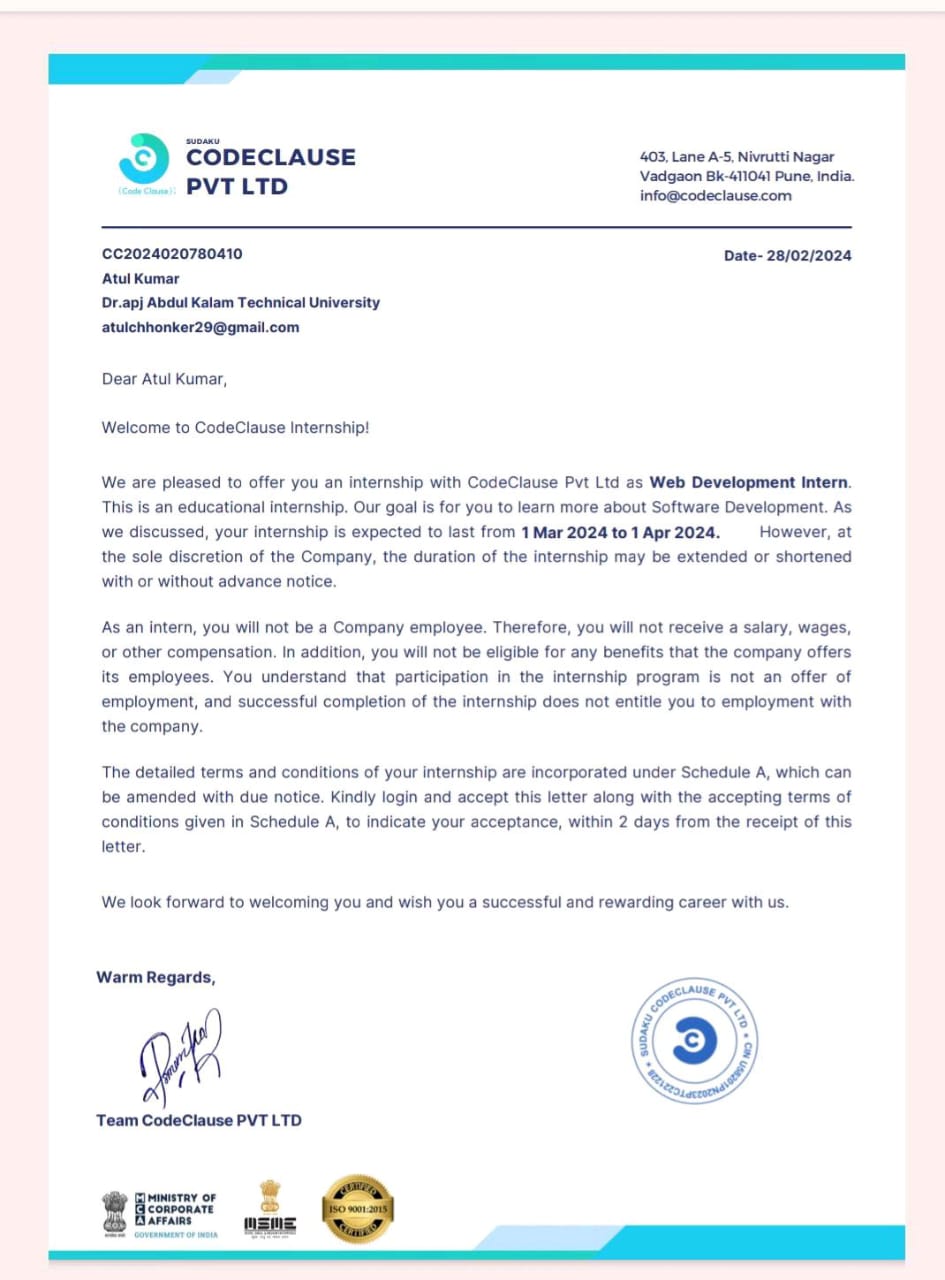 SUDAKU
CODECLAUSE
PVT LTD
{Code Clause};
403, Lane A-5, Nivrutti Nagar
Vadgaon Bk-411041 Pune, India.
info@codeclause.com
CC2024020780410
Date- 28/02/2024
Atul Kumar
Dr.apj Abdul Kalam Technical University
atulchhonker29@gmail.com
Dear Atul Kumar,
Welcome to CodeClause Internship!
We are pleased to offer you an internship with CodeClause Pvt Ltd as Web Development Intern.
This is an educational internship. Our goal is for you to learn more about Software Development. As
we discussed, your internship is expected to last from 1 Mar 2024 to 1 Apr 2024. However, at
the sole discretion of the Company, the duration of the internship may be extended or shortened
with or without advance notice.
As an intern, you will not be a Company employee. Therefore, you will not receive a salary, wages,
or other compensation. In addition, you will not be eligible for any benefits that the company offers
its employees. You understand that participation in the internship program is not an offer of
employment, and successful completion of the internship does not entitle you to employment with
the company.
The detailed terms and conditions of your internship are incorporated under Schedule A, which can
be amended with due notice. Kindly login and accept this letter along with the accepting terms of
conditions given in Schedule A, to indicate your acceptance, within 2 days from the receipt of this
letter.
We look forward to welcoming you and wish you a successful and rewarding career with us.
Warm Regards,
Team CodeClause PVT LTD
SUDAKU CODECLAUSE PVT LTD * CIN U58201PN2023PTC221228 *
MCA
MINISTRY OF
CORPORATE
AFFAIRS
GOVERNMENT OF INDIA
MSME
CERTIFIED
ISO 9001:2015
CERTIFIED